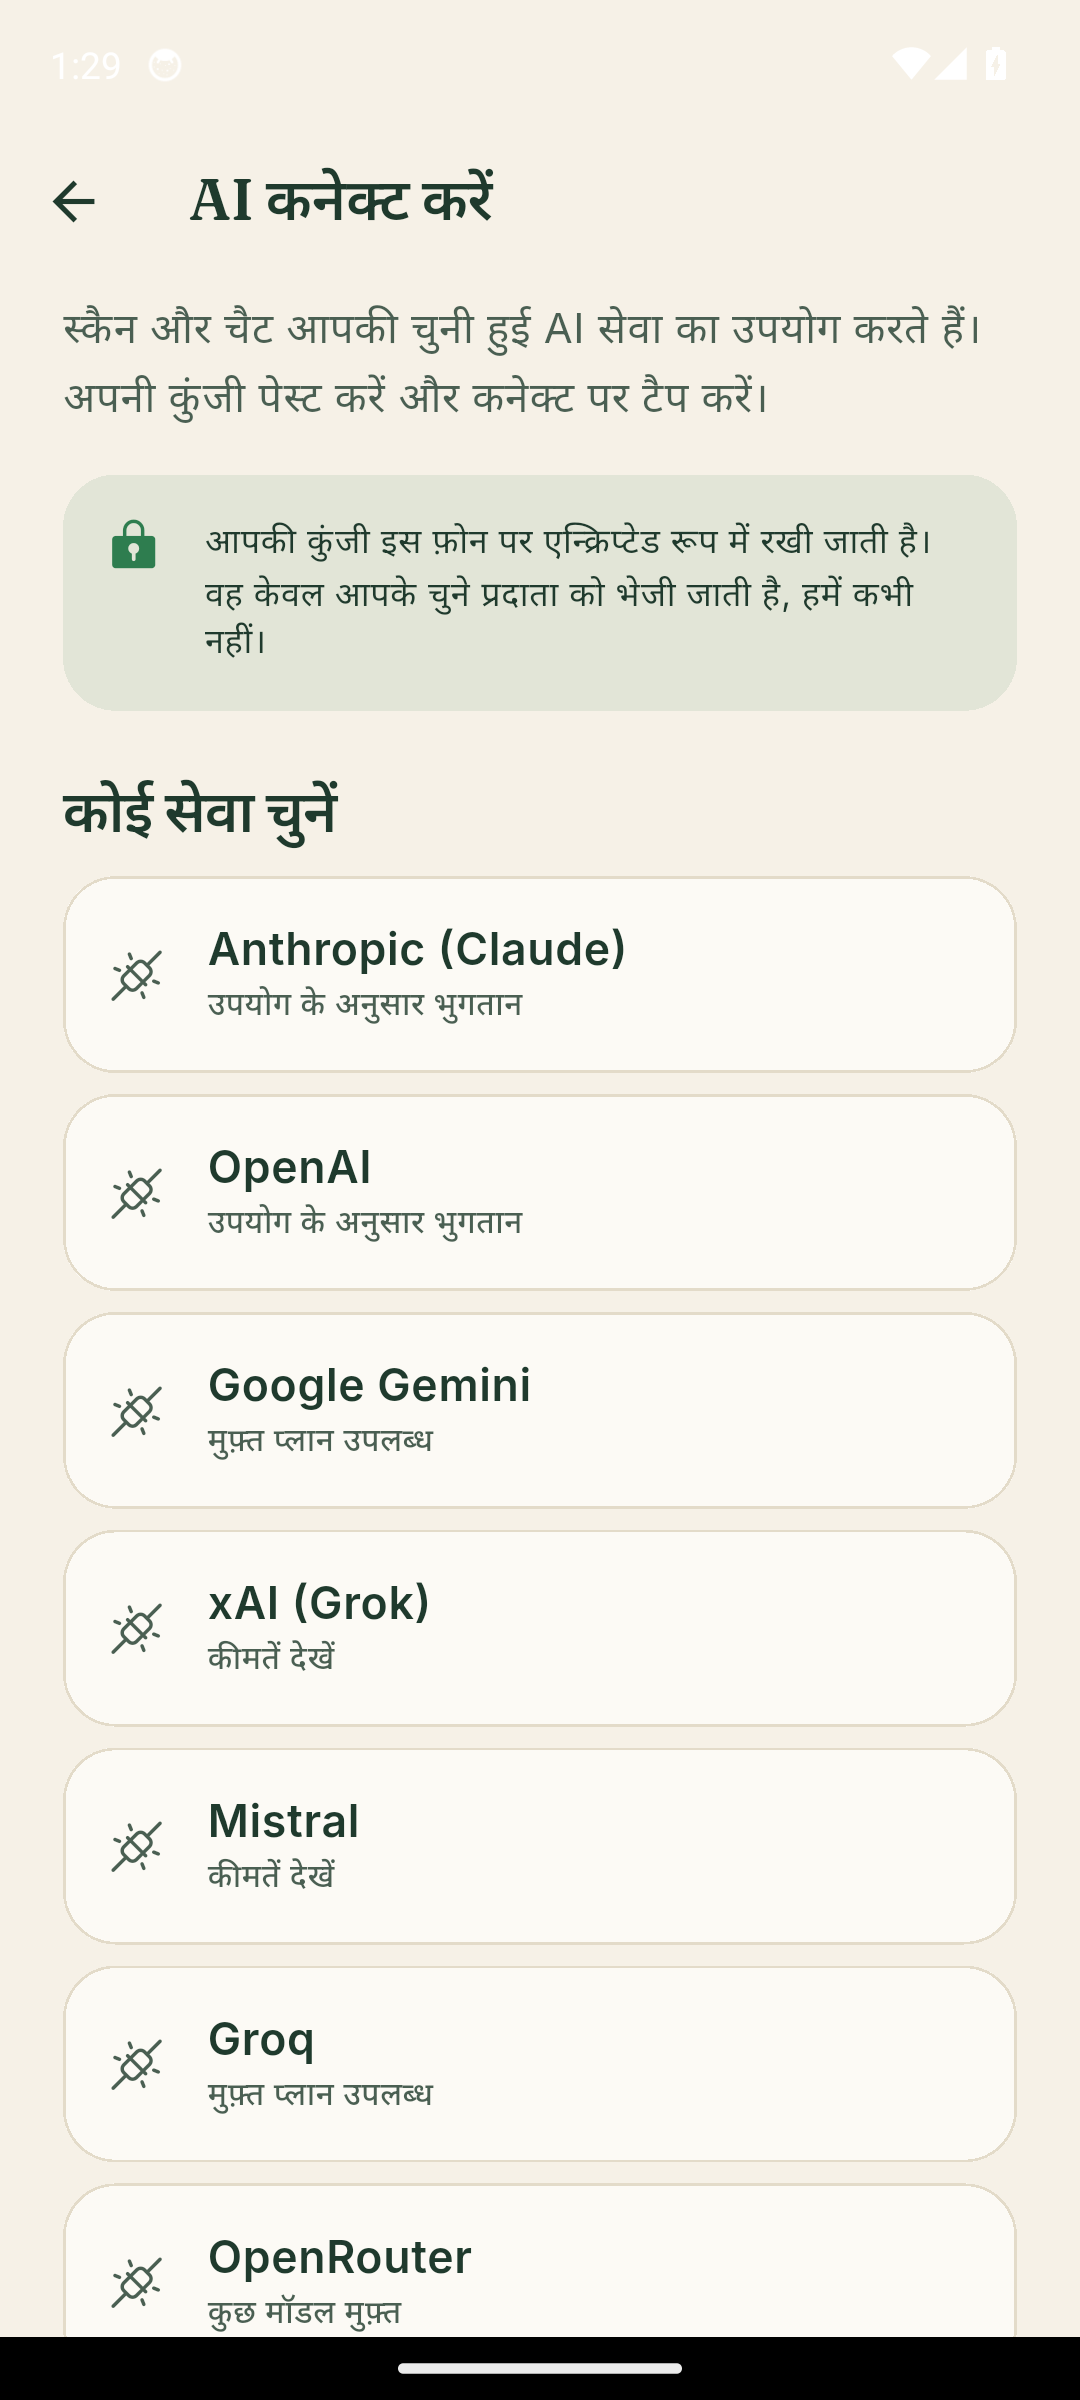 1:29
AI कनेक्ट करें
स्कैन और चैट आपकी चुनी हुई AI सेवा का उपयोग करते हैं।
अपनी कुंजी पेस्ट करें और कनेक्ट पर टैप करें।
आपकी कुंजी इस फ़ोन पर एन्क्रिप्टेड रूप में रखी जाती है।
वह केवल आपके चुने प्रदाता को भेजी जाती है, हमें कभी
नहीं।
कोई सेवा चुनें
Anthropic (Claude)
उपयोग के अनुसार भुगतान
OpenAI
उपयोग के अनुसार भुगतान
Google Gemini
मुफ़्त प्लान उपलब्ध
xAI (Grok)
कीमतें देखें
Mistral
कीमतें देखें
Groq
मुफ़्त प्लान उपलब्ध
OpenRouter
कुछ मॉडल मुफ़्त